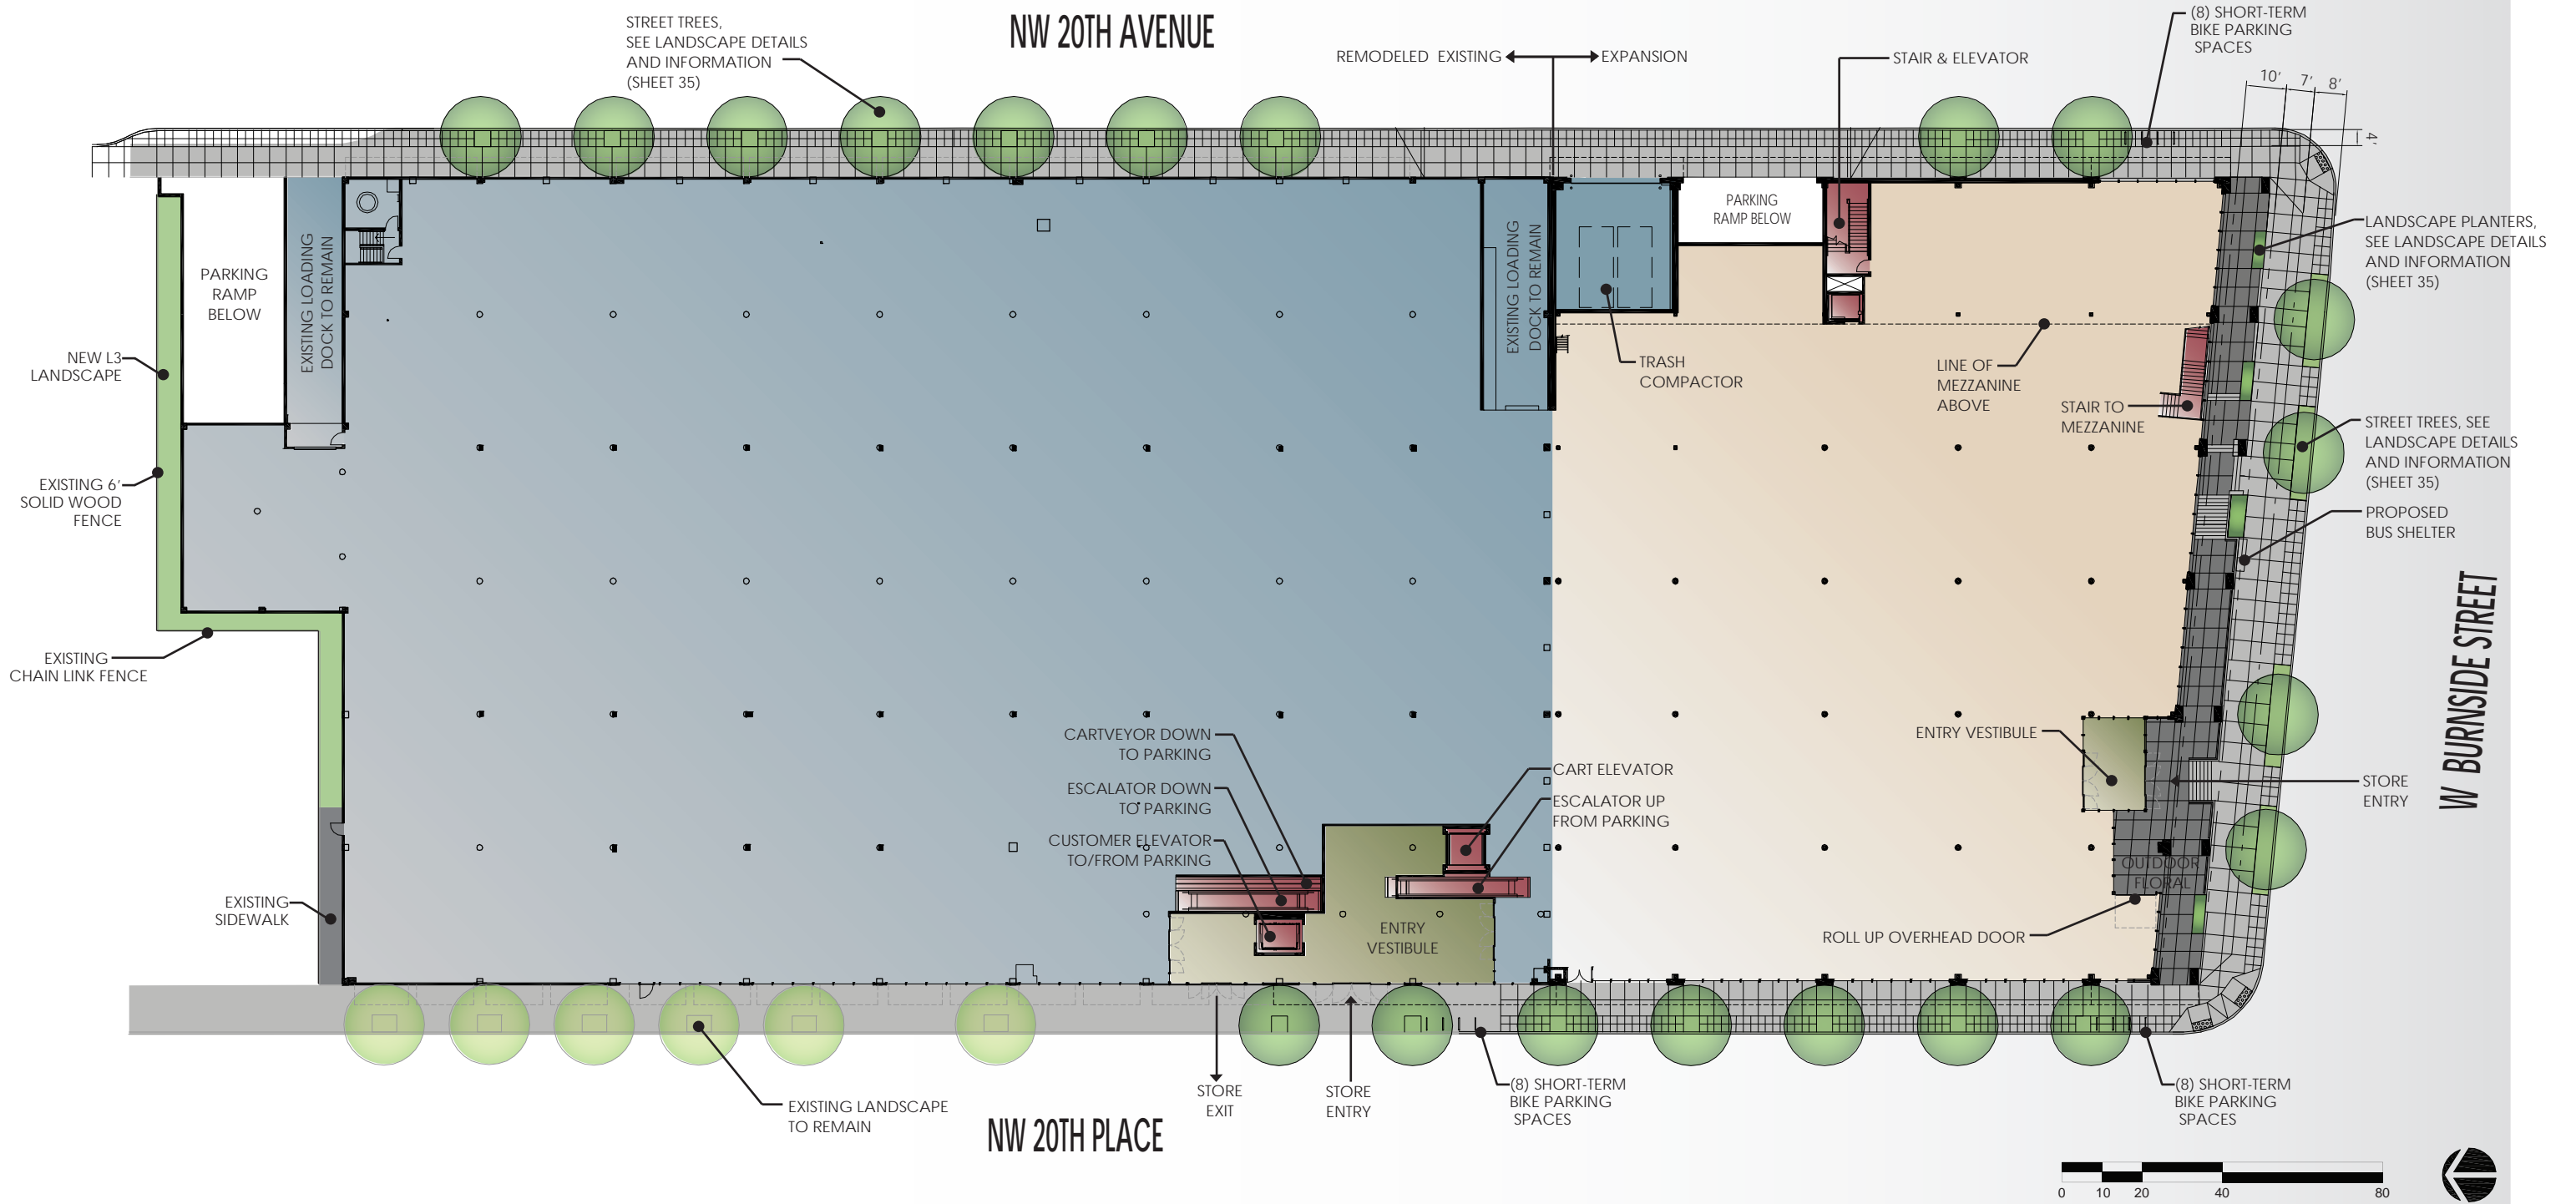 NW 20TH AVENUE
STREET TREES,
SEE LANDSCAPE DETAILS
AND INFORMATION
(SHEET 35)
REMODELED EXISTING
EXPANSION
STAIR & ELEVATOR
(8) SHORT-TERM
BIKE PARKING
SPACES
10'
7'
8'
4'
PARKING
RAMP
BELOW
EXISTING LOADING
DOCK TO REMAIN
EXISTING LOADING
DOCK TO REMAIN
PARKING
RAMP BELOW
LANDSCAPE PLANTERS,
SEE LANDSCAPE DETAILS
AND INFORMATION
(SHEET 35)
NEW L3
LANDSCAPE
TRASH
COMPACTOR
LINE OF
MEZZANINE
ABOVE
STAIR TO
MEZZANINE
STREET TREES, SEE
LANDSCAPE DETAILS
AND INFORMATION
(SHEET 35)
EXISTING 6'
SOLID WOOD
FENCE
PROPOSED
BUS SHELTER
W BURNSIDE STREET
EXISTING
CHAIN LINK FENCE
CARTVEYOR DOWN
TO PARKING
ESCALATOR DOWN
TO PARKING
CUSTOMER ELEVATOR
TO/FROM PARKING
CART ELEVATOR
ESCALATOR UP
FROM PARKING
ENTRY VESTIBULE
STORE
ENTRY
OUTDOOR
FLORAL
EXISTING
SIDEWALK
ENTRY
VESTIBULE
ROLL UP OVERHEAD DOOR
STORE
EXIT
STORE
ENTRY
(8) SHORT-TERM
BIKE PARKING
SPACES
(8) SHORT-TERM
BIKE PARKING
SPACES
EXISTING LANDSCAPE
TO REMAIN
NW 20TH PLACE
0 10 20 40 80